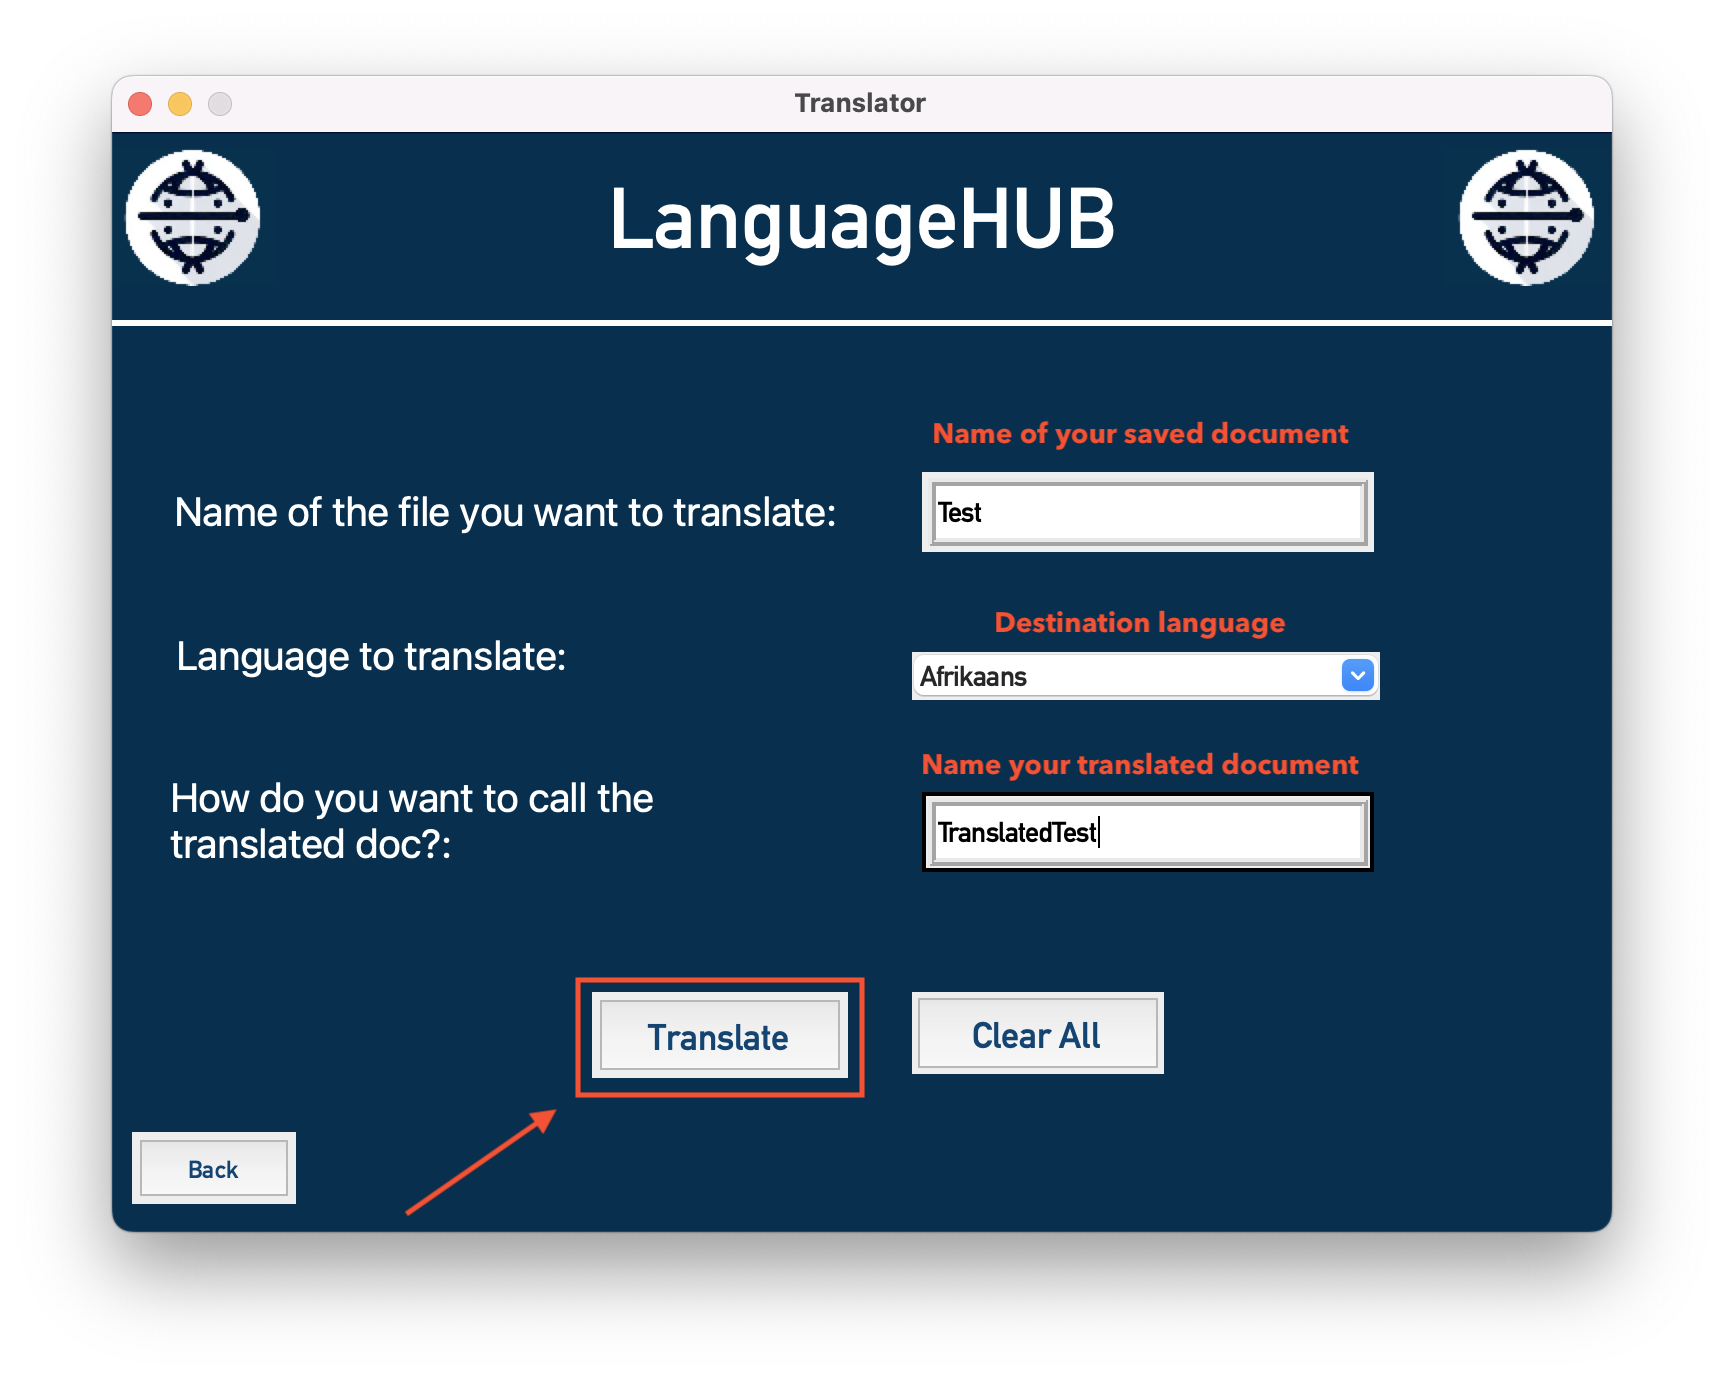 Translator
LanguageHUB
Name of your saved document
Name of the file you want to translate:
Test
Destination language
Language to translate:
Afrikaans
Name your translated document
How do you want to call the
translated doc?:
TranslatedTest
Translate
Clear All
Back